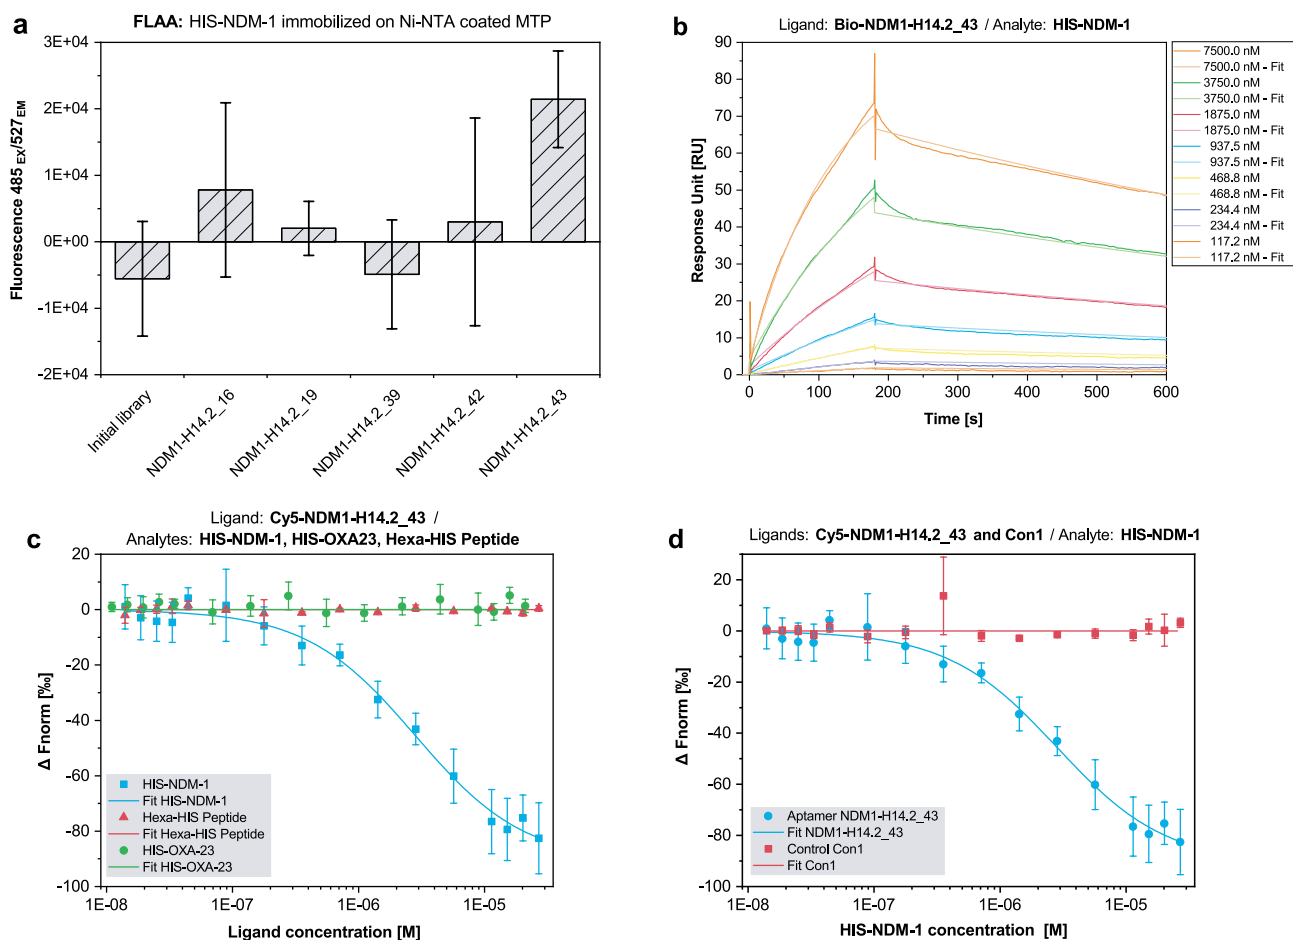 a
FLAA: HIS-NDM-1 immobilized on Ni-NTA coated MTP
Fluorescence 485 EX/527EM
3E+04
2E+04
1E+04
0E+00
-1E+04
-2E+04
Initial library
NDM1-H14.2_16
NDM1-H14.2_19
NDM1-H14.2_39
NDM1-H14.2_42
NDM1-H14.2_43
b
Ligand: Bio-NDM1-H14.2_43 / Analyte: HIS-NDM-1
Response Unit [RU]
90
80
70
60
50
40
30
20
10
0
0 100 200 300 400 500 600
Time [s]
7500.0 nM
7500.0 nM - Fit
3750.0 nM
3750.0 nM - Fit
1875.0 nM
1875.0 nM - Fit
937.5 nM
937.5 nM - Fit
468.8 nM
468.8 nM - Fit
234.4 nM
234.4 nM - Fit
117.2 nM
117.2 nM - Fit
c
Ligand: Cy5-NDM1-H14.2_43 /
Analytes: HIS-NDM-1, HIS-OXA23, Hexa-HIS Peptide
Δ Fnorm [‰]
20
0
-20
-40
-60
-80
-100
HIS-NDM-1
Fit HIS-NDM-1
Hexa-HIS Peptide
Fit Hexa-HIS Peptide
HIS-OXA-23
Fit HIS-OXA-23
1E-08 1E-07 1E-06 1E-05
Ligand concentration [M]
d
Ligands: Cy5-NDM1-H14.2_43 and Con1 / Analyte: HIS-NDM-1
Δ Fnorm [‰]
30
20
10
0
-10
-20
-30
-40
-50
-60
-70
-80
-90
-100
Aptamer NDM1-H14.2_43
Fit NDM1-H14.2_43
Control Con1
Fit Con1
1E-08 1E-07 1E-06 1E-05
HIS-NDM-1 concentration [M]